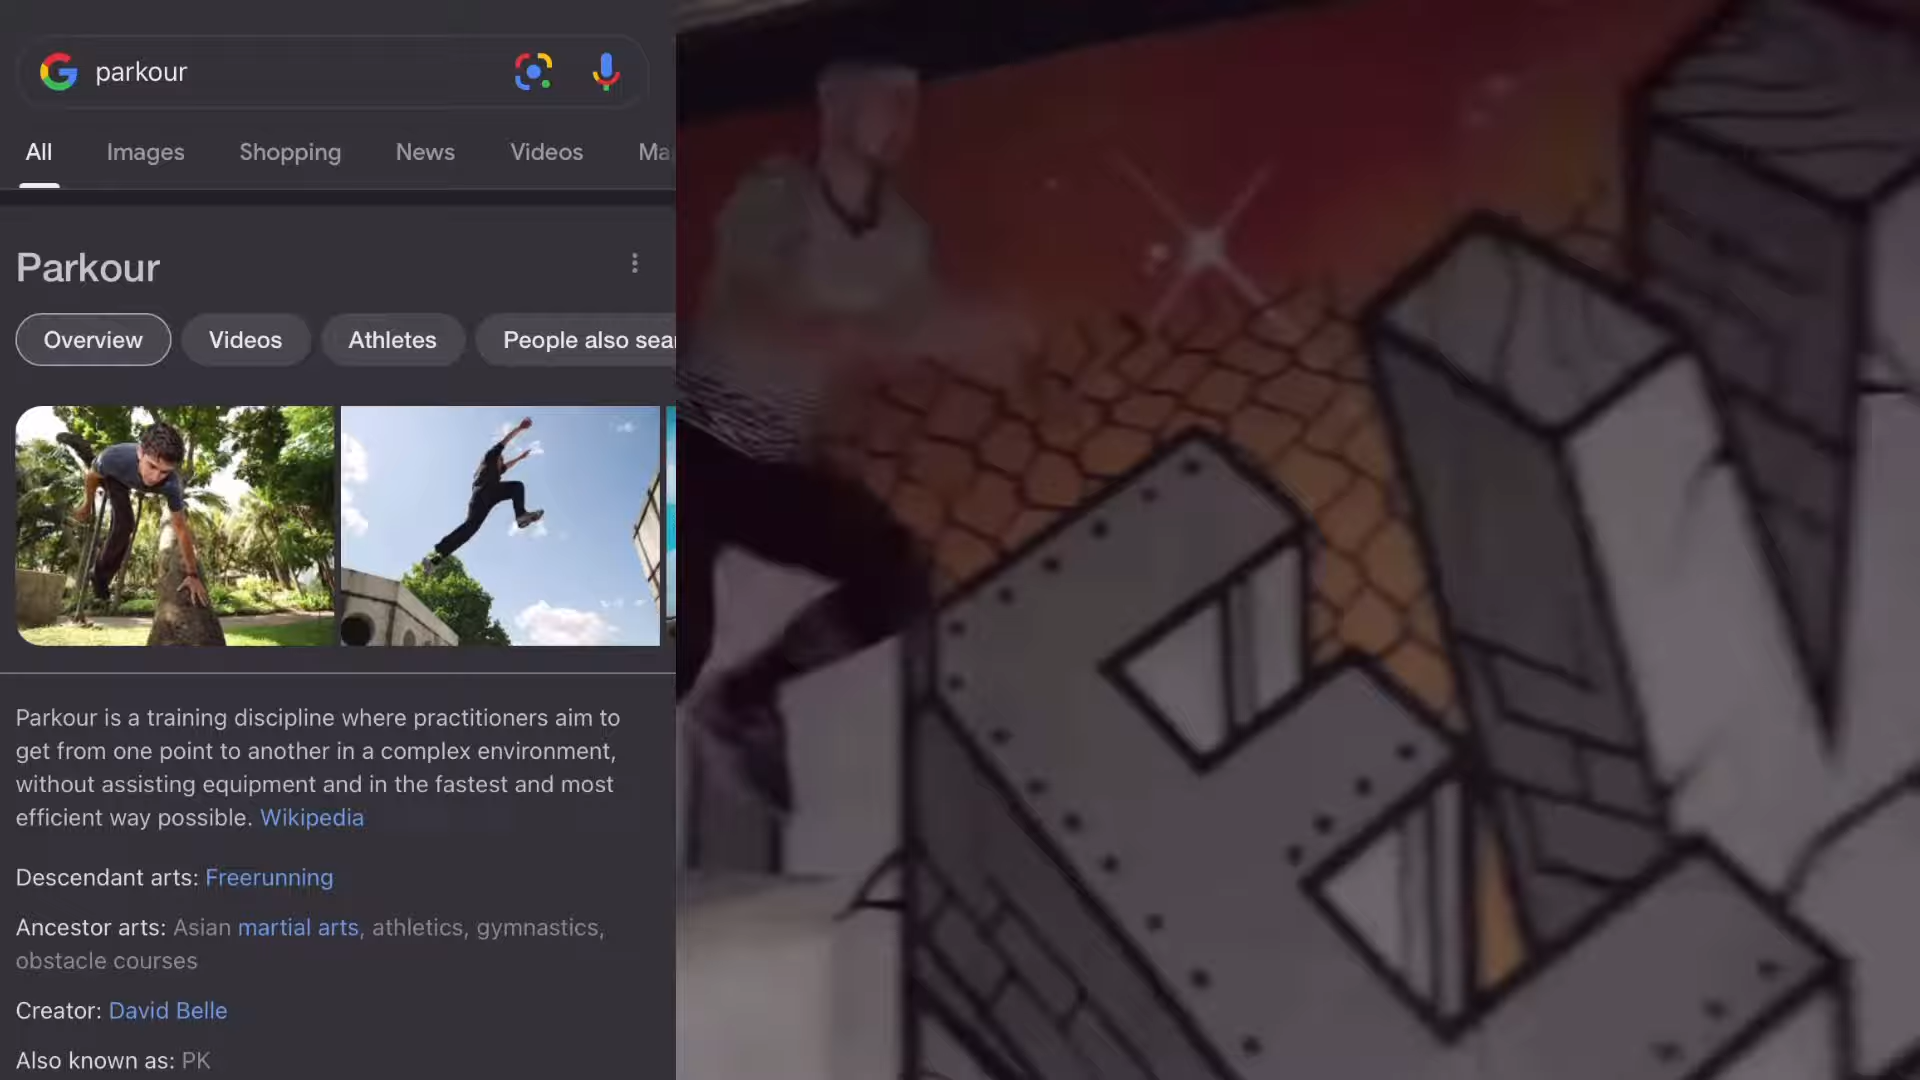 parkour
All Images Shopping News Videos Ma
Parkour
Overview Videos Athletes People also sear
Parkour is a training discipline where practitioners aim to
get from one point to another in a complex environment,
without assisting equipment and in the fastest and most
efficient way possible. Wikipedia
Descendant arts: Freerunning
Ancestor arts: Asian martial arts, athletics, gymnastics,
obstacle courses
Creator: David Belle
Also known as: PK